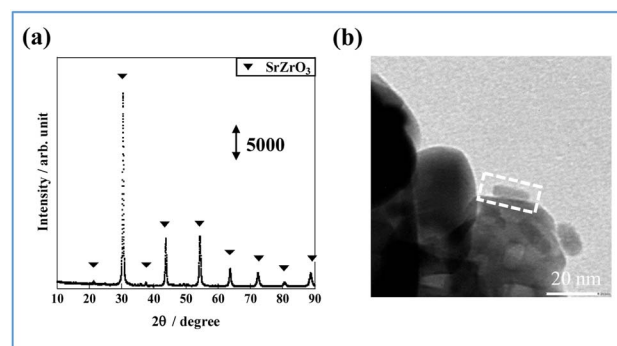 (a)
▼ SrZrO₃
5000
Intensity / arb. unit
10 20 30 40 50 60 70 80 90
2θ / degree
(b)
20 nm